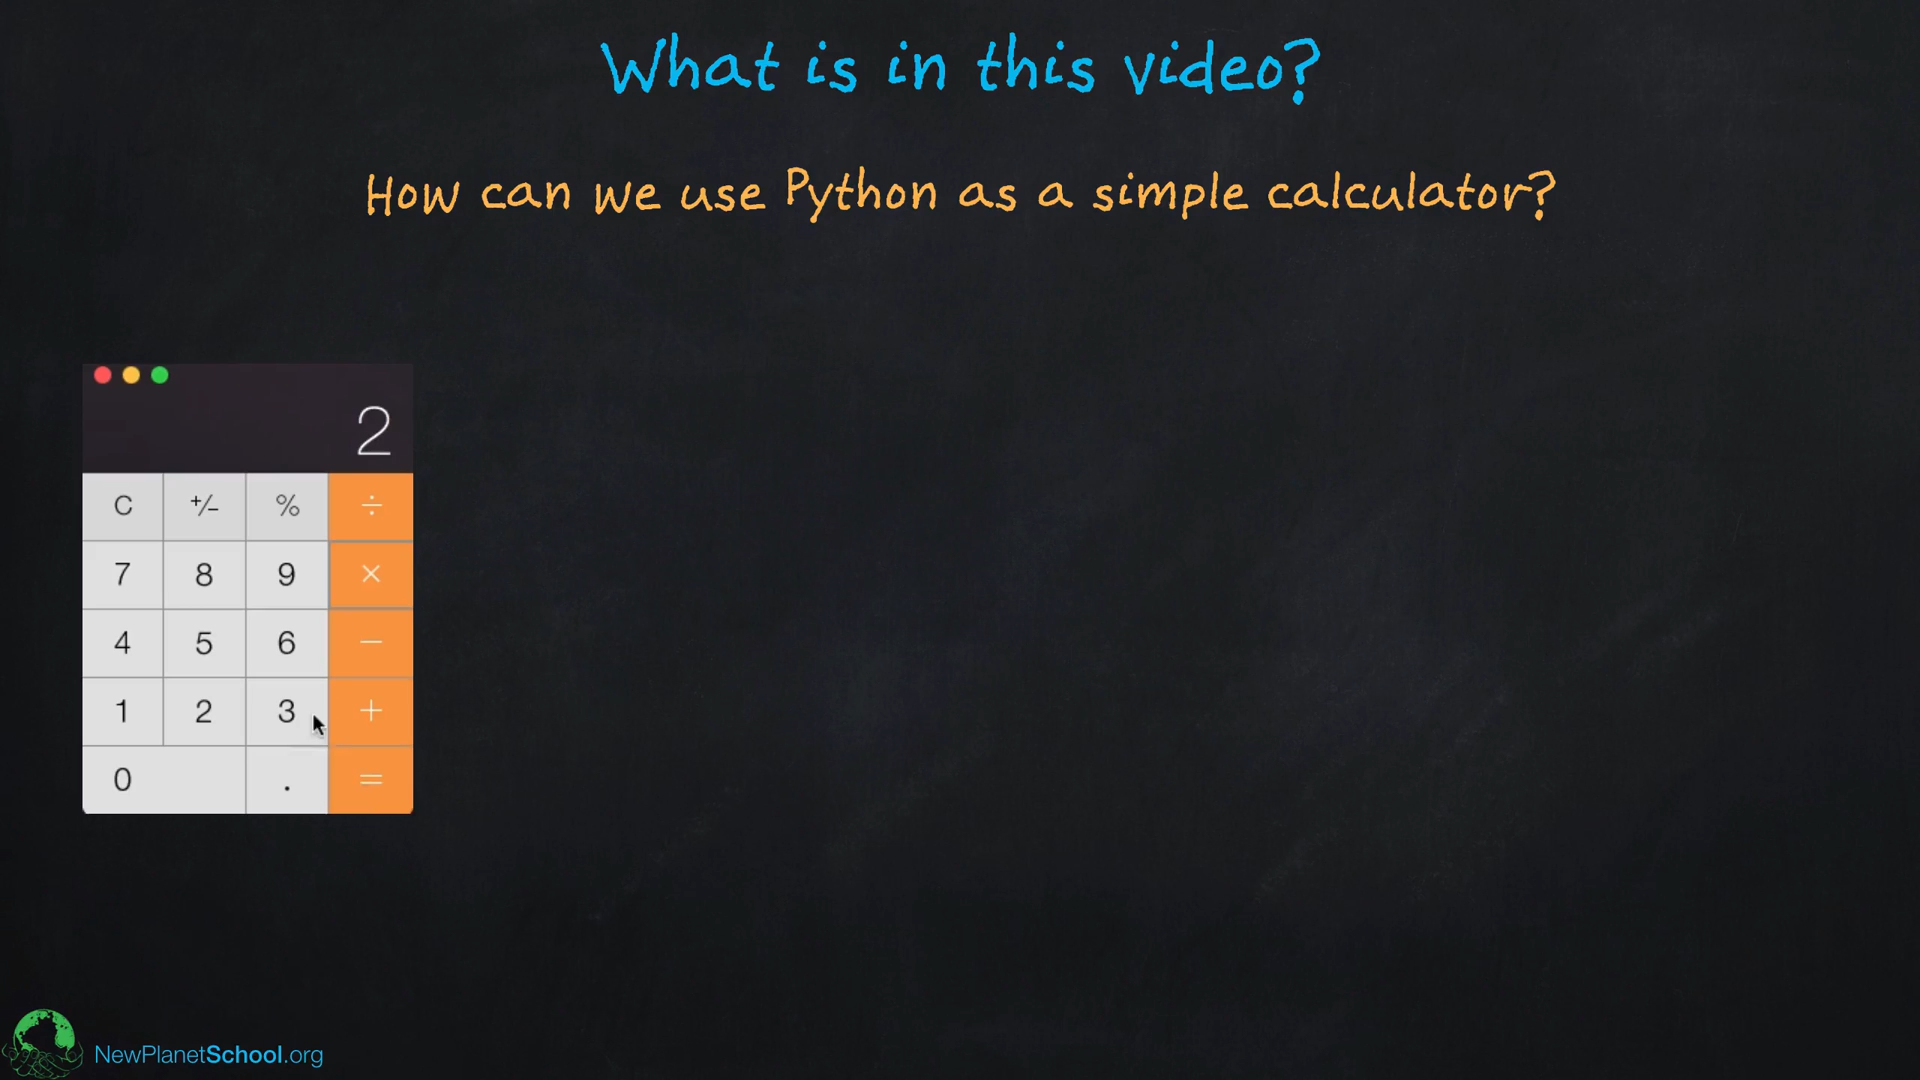 What is in this video?
How can we use Python as a simple calculator?
2
C +/- % ÷
7 8 9 ×
4 5 6 −
1 2 3 +
0 . =
NewPlanetSchool.org